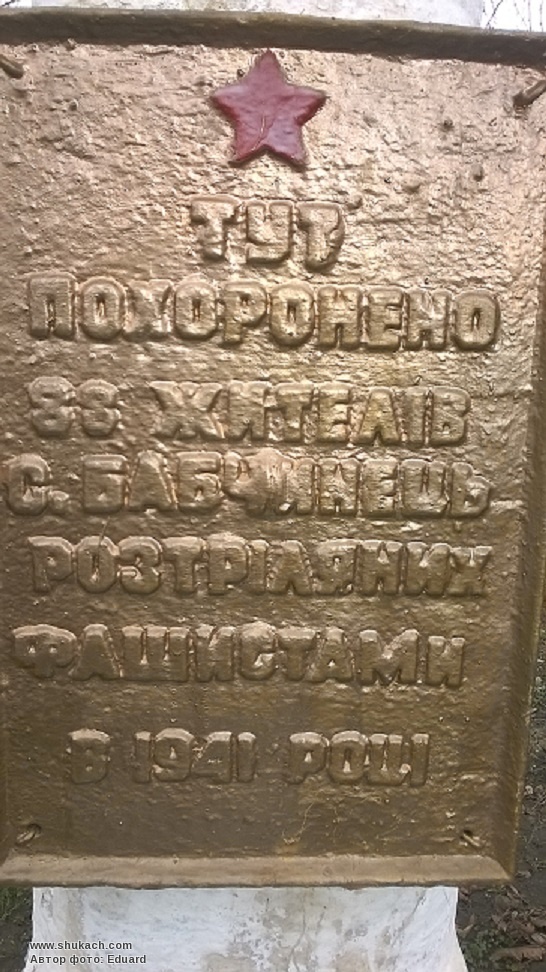 ТУТ
ПОХОРОНЕНО
88 ЖИТЕЛІВ
С. БАБЧИНЕЦЬ
РОЗТРІЛЯНИХ
ФАШИСТАМИ
В 1941 РОЦІ
www.shukach.com
Автор фото: Eduard